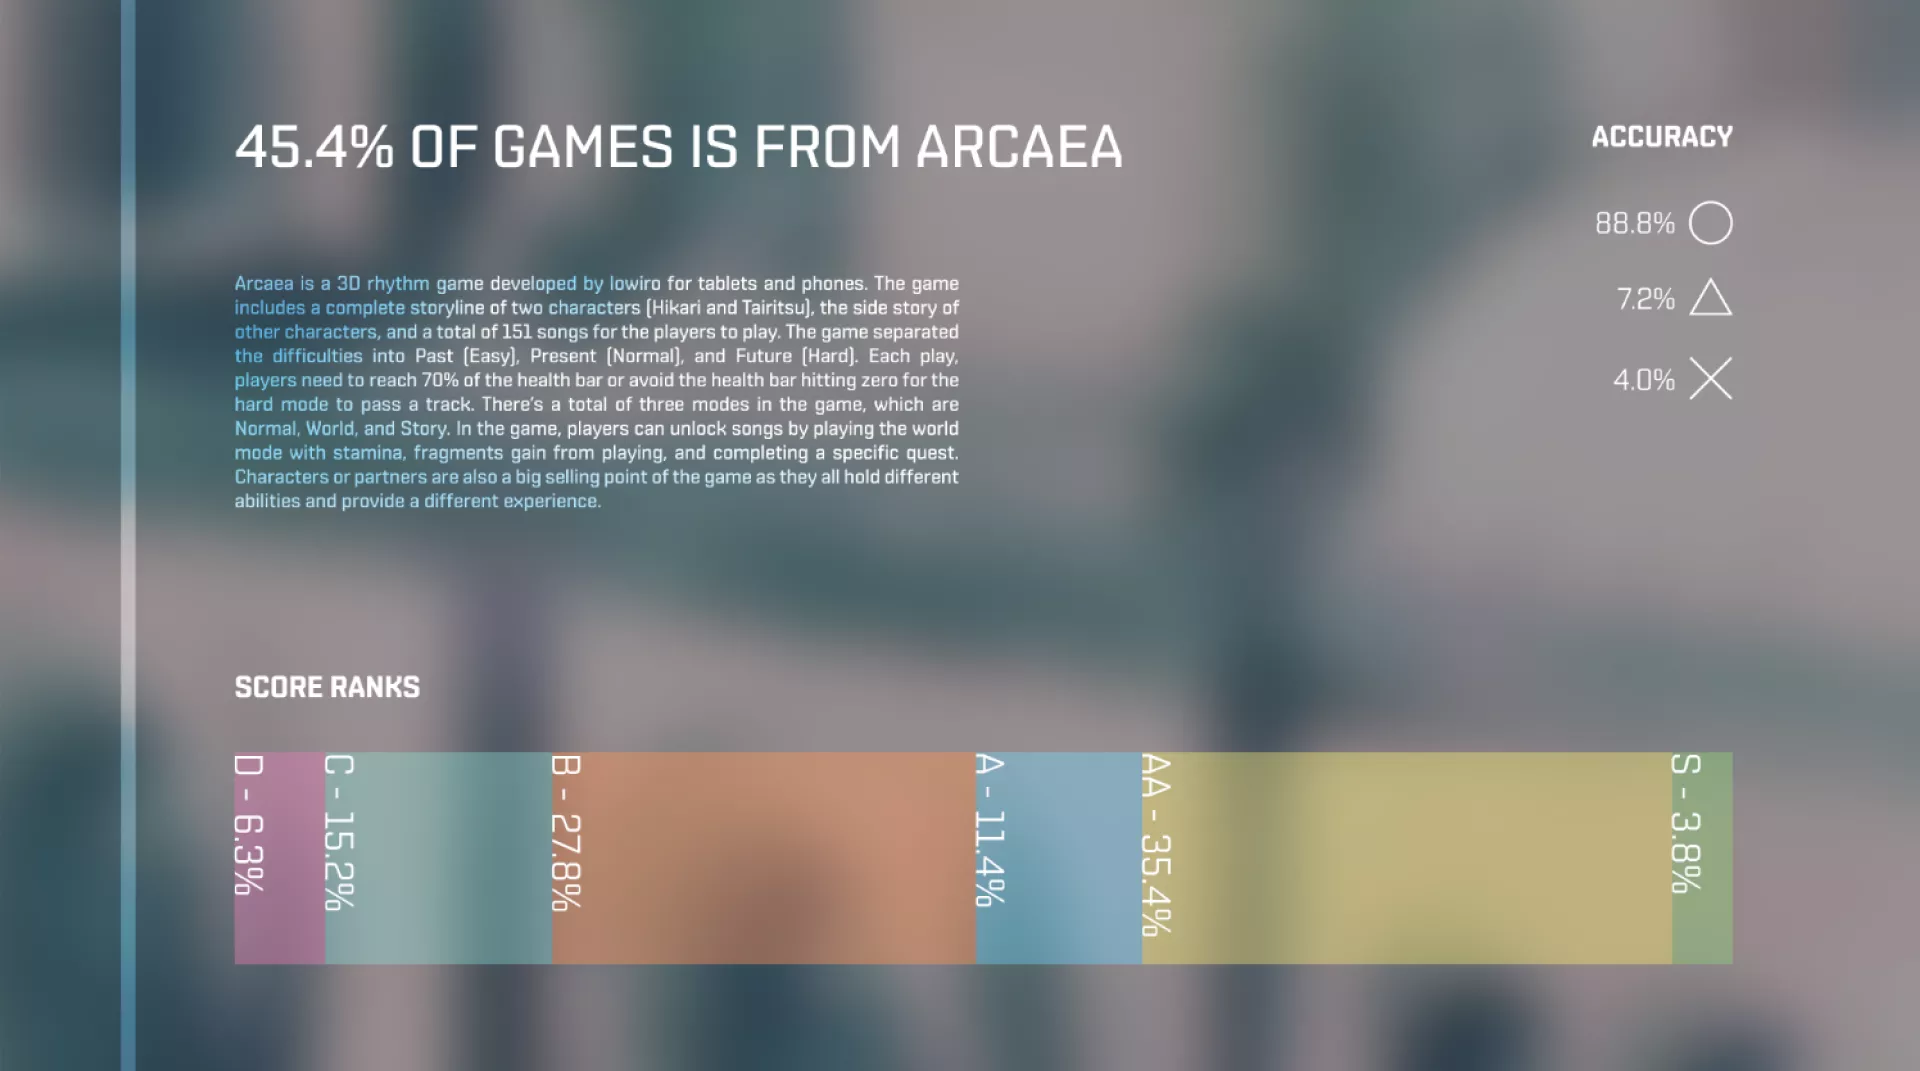 45.4% OF GAMES IS FROM ARCAEA
Arcaea is a 3D rhythm game developed by lowiro for tablets and phones. The game
includes a complete storyline of two characters (Hikari and Tairitsu), the side story of
other characters, and a total of 151 songs for the players to play. The game separated
the difficulties into Past (Easy), Present (Normal), and Future (Hard). Each play,
players need to reach 70% of the health bar or avoid the health bar hitting zero for the
hard mode to pass a track. There's a total of three modes in the game, which are
Normal, World, and Story. In the game, players can unlock songs by playing the world
mode with stamina, fragments gain from playing, and completing a specific quest.
Characters or partners are also a big selling point of the game as they all hold different
abilities and provide a different experience.
ACCURACY
88.8%
7.2%
4.0%
SCORE RANKS
D - 6.3%
C - 15.2%
B - 27.8%
A - 11.4%
AA - 35.4%
S - 3.8%